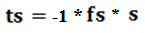 ts = -1 * fs * s